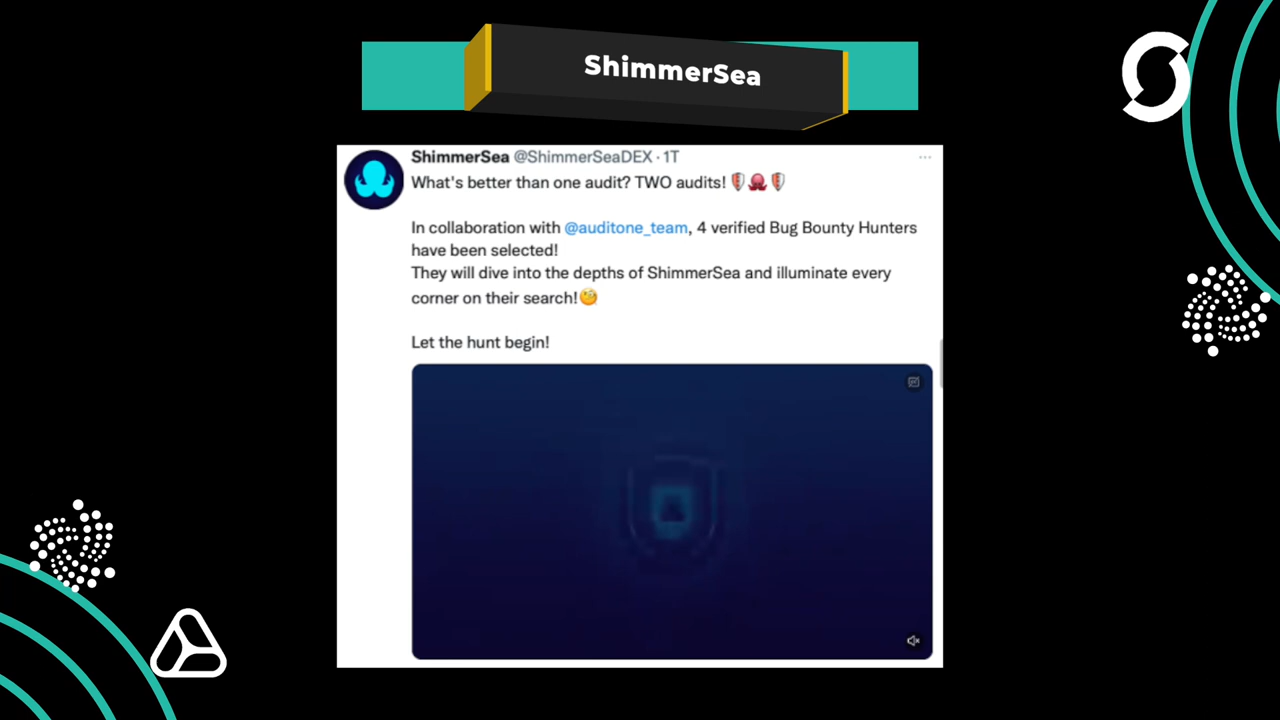 ShimmerSea
ShimmerSea @ShimmerSeaDEX · 1T
What's better than one audit? TWO audits! 🛡️🐙🛡️
In collaboration with @auditone_team, 4 verified Bug Bounty Hunters
have been selected!
They will dive into the depths of ShimmerSea and illuminate every
corner on their search!🧐
Let the hunt begin!